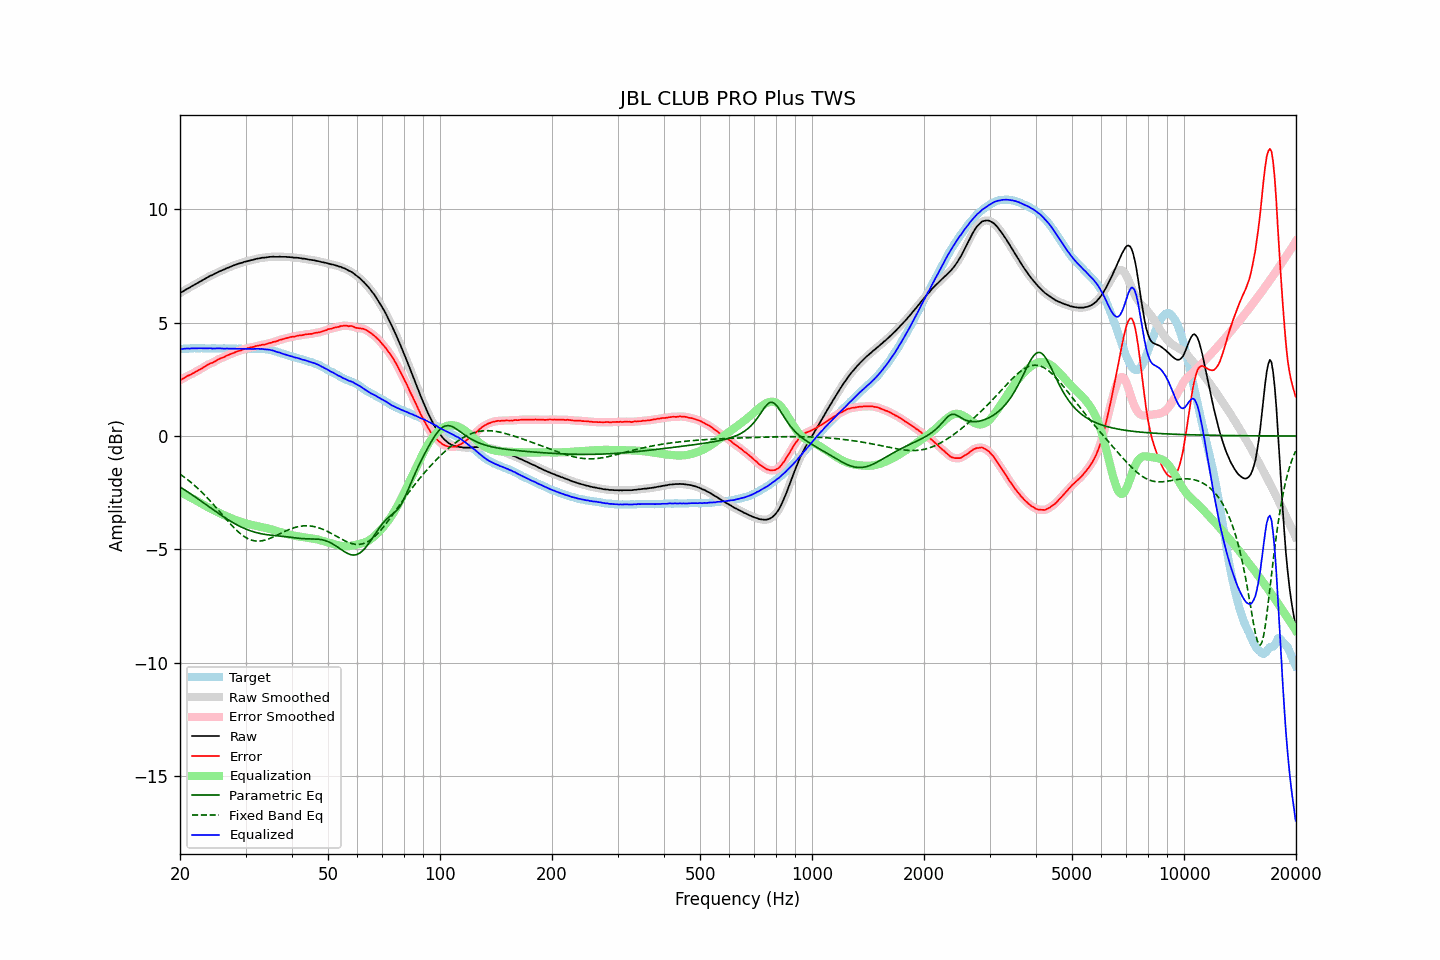 JBL CLUB PRO Plus TWS
Amplitude (dBr)
10
5
0
−5
−10
−15
Target
Raw Smoothed
Error Smoothed
Raw
Error
Equalization
Parametric Eq
Fixed Band Eq
Equalized
20 50 100 200 500 1000 2000 5000 10000 20000
Frequency (Hz)